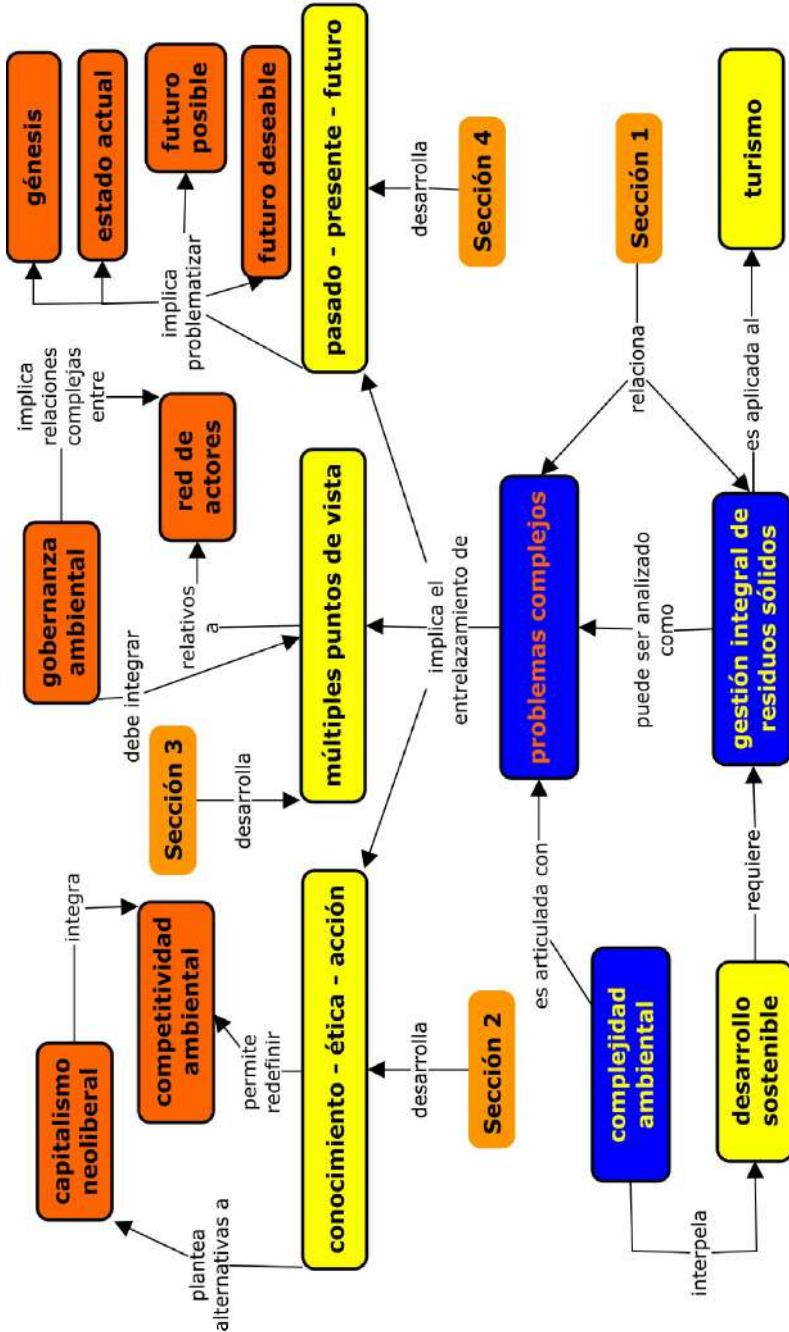 capitalismo
neoliberal
integra
gobernanza
ambiental
implica
relaciones
complejas
entre
génesis
estado actual
plantea
alternativas a
competitividad
ambiental
Sección 3
debe integrar
red de
actores
implica
problematizar
futuro
posible
permite
redefinir
desarrolla
relativos
a
futuro deseable
conocimiento - ética - acción
múltiples puntos de vista
pasado - presente - futuro
desarrolla
implica el
entrelazamiento de
desarrolla
Sección 2
Sección 4
es articulada con
problemas complejos
complejidad
ambiental
puede ser analizado
como
relaciona
Sección 1
interpela
desarrollo
sostenible
requiere
gestión integral de
residuos sólidos
es aplicada al
turismo